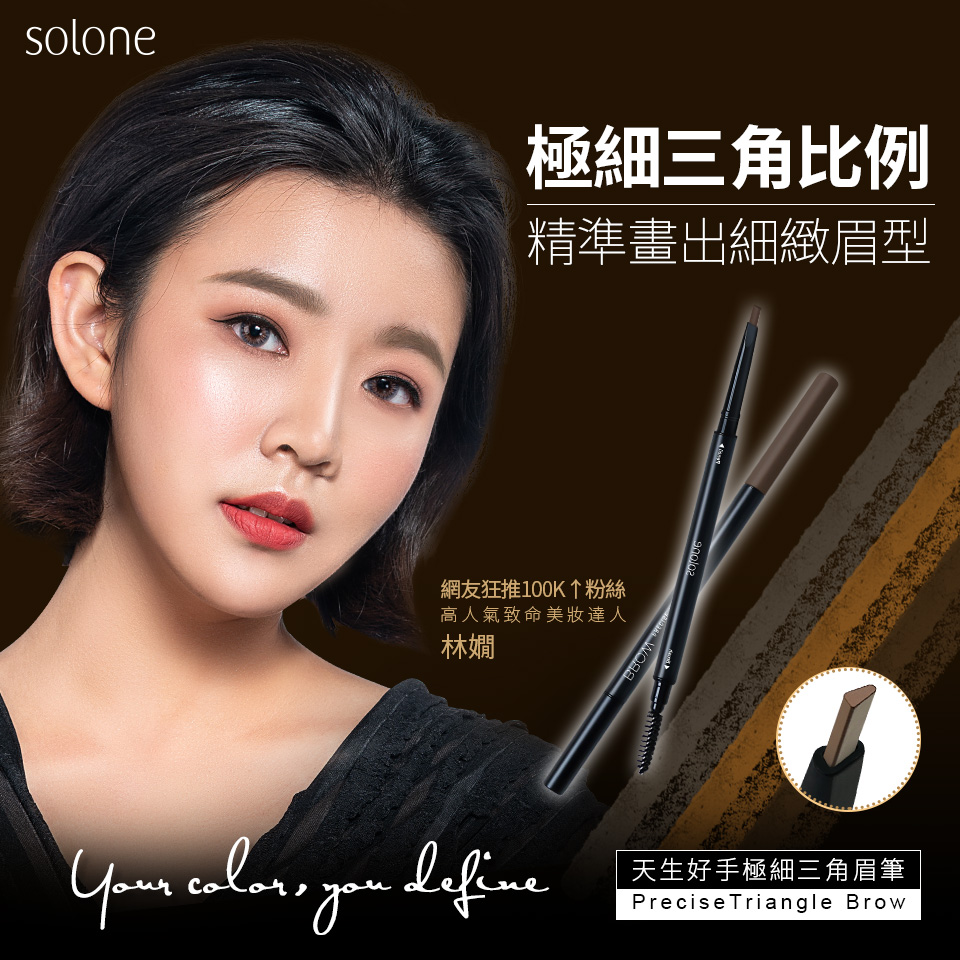 solone
極細三角比例
精準畫出細緻眉型
網友狂推100K↑粉絲
高人氣致命美妝達人
林嫺
solone
BROW
Your color, you define
天生好手極細三角眉筆
PreciseTriangle Brow